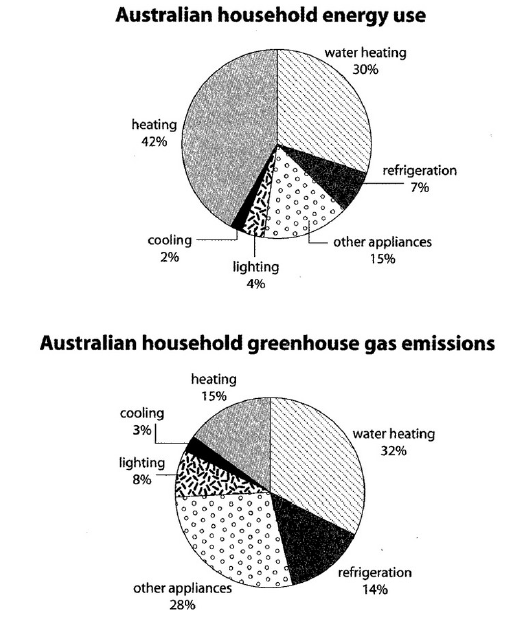 Australian household energy use
water heating
30%
heating
42%
refrigeration
7%
cooling
2%
other appliances
15%
lighting
4%
Australian household greenhouse gas emissions
heating
15%
cooling
3%
water heating
32%
lighting
8%
refrigeration
14%
other appliances
28%